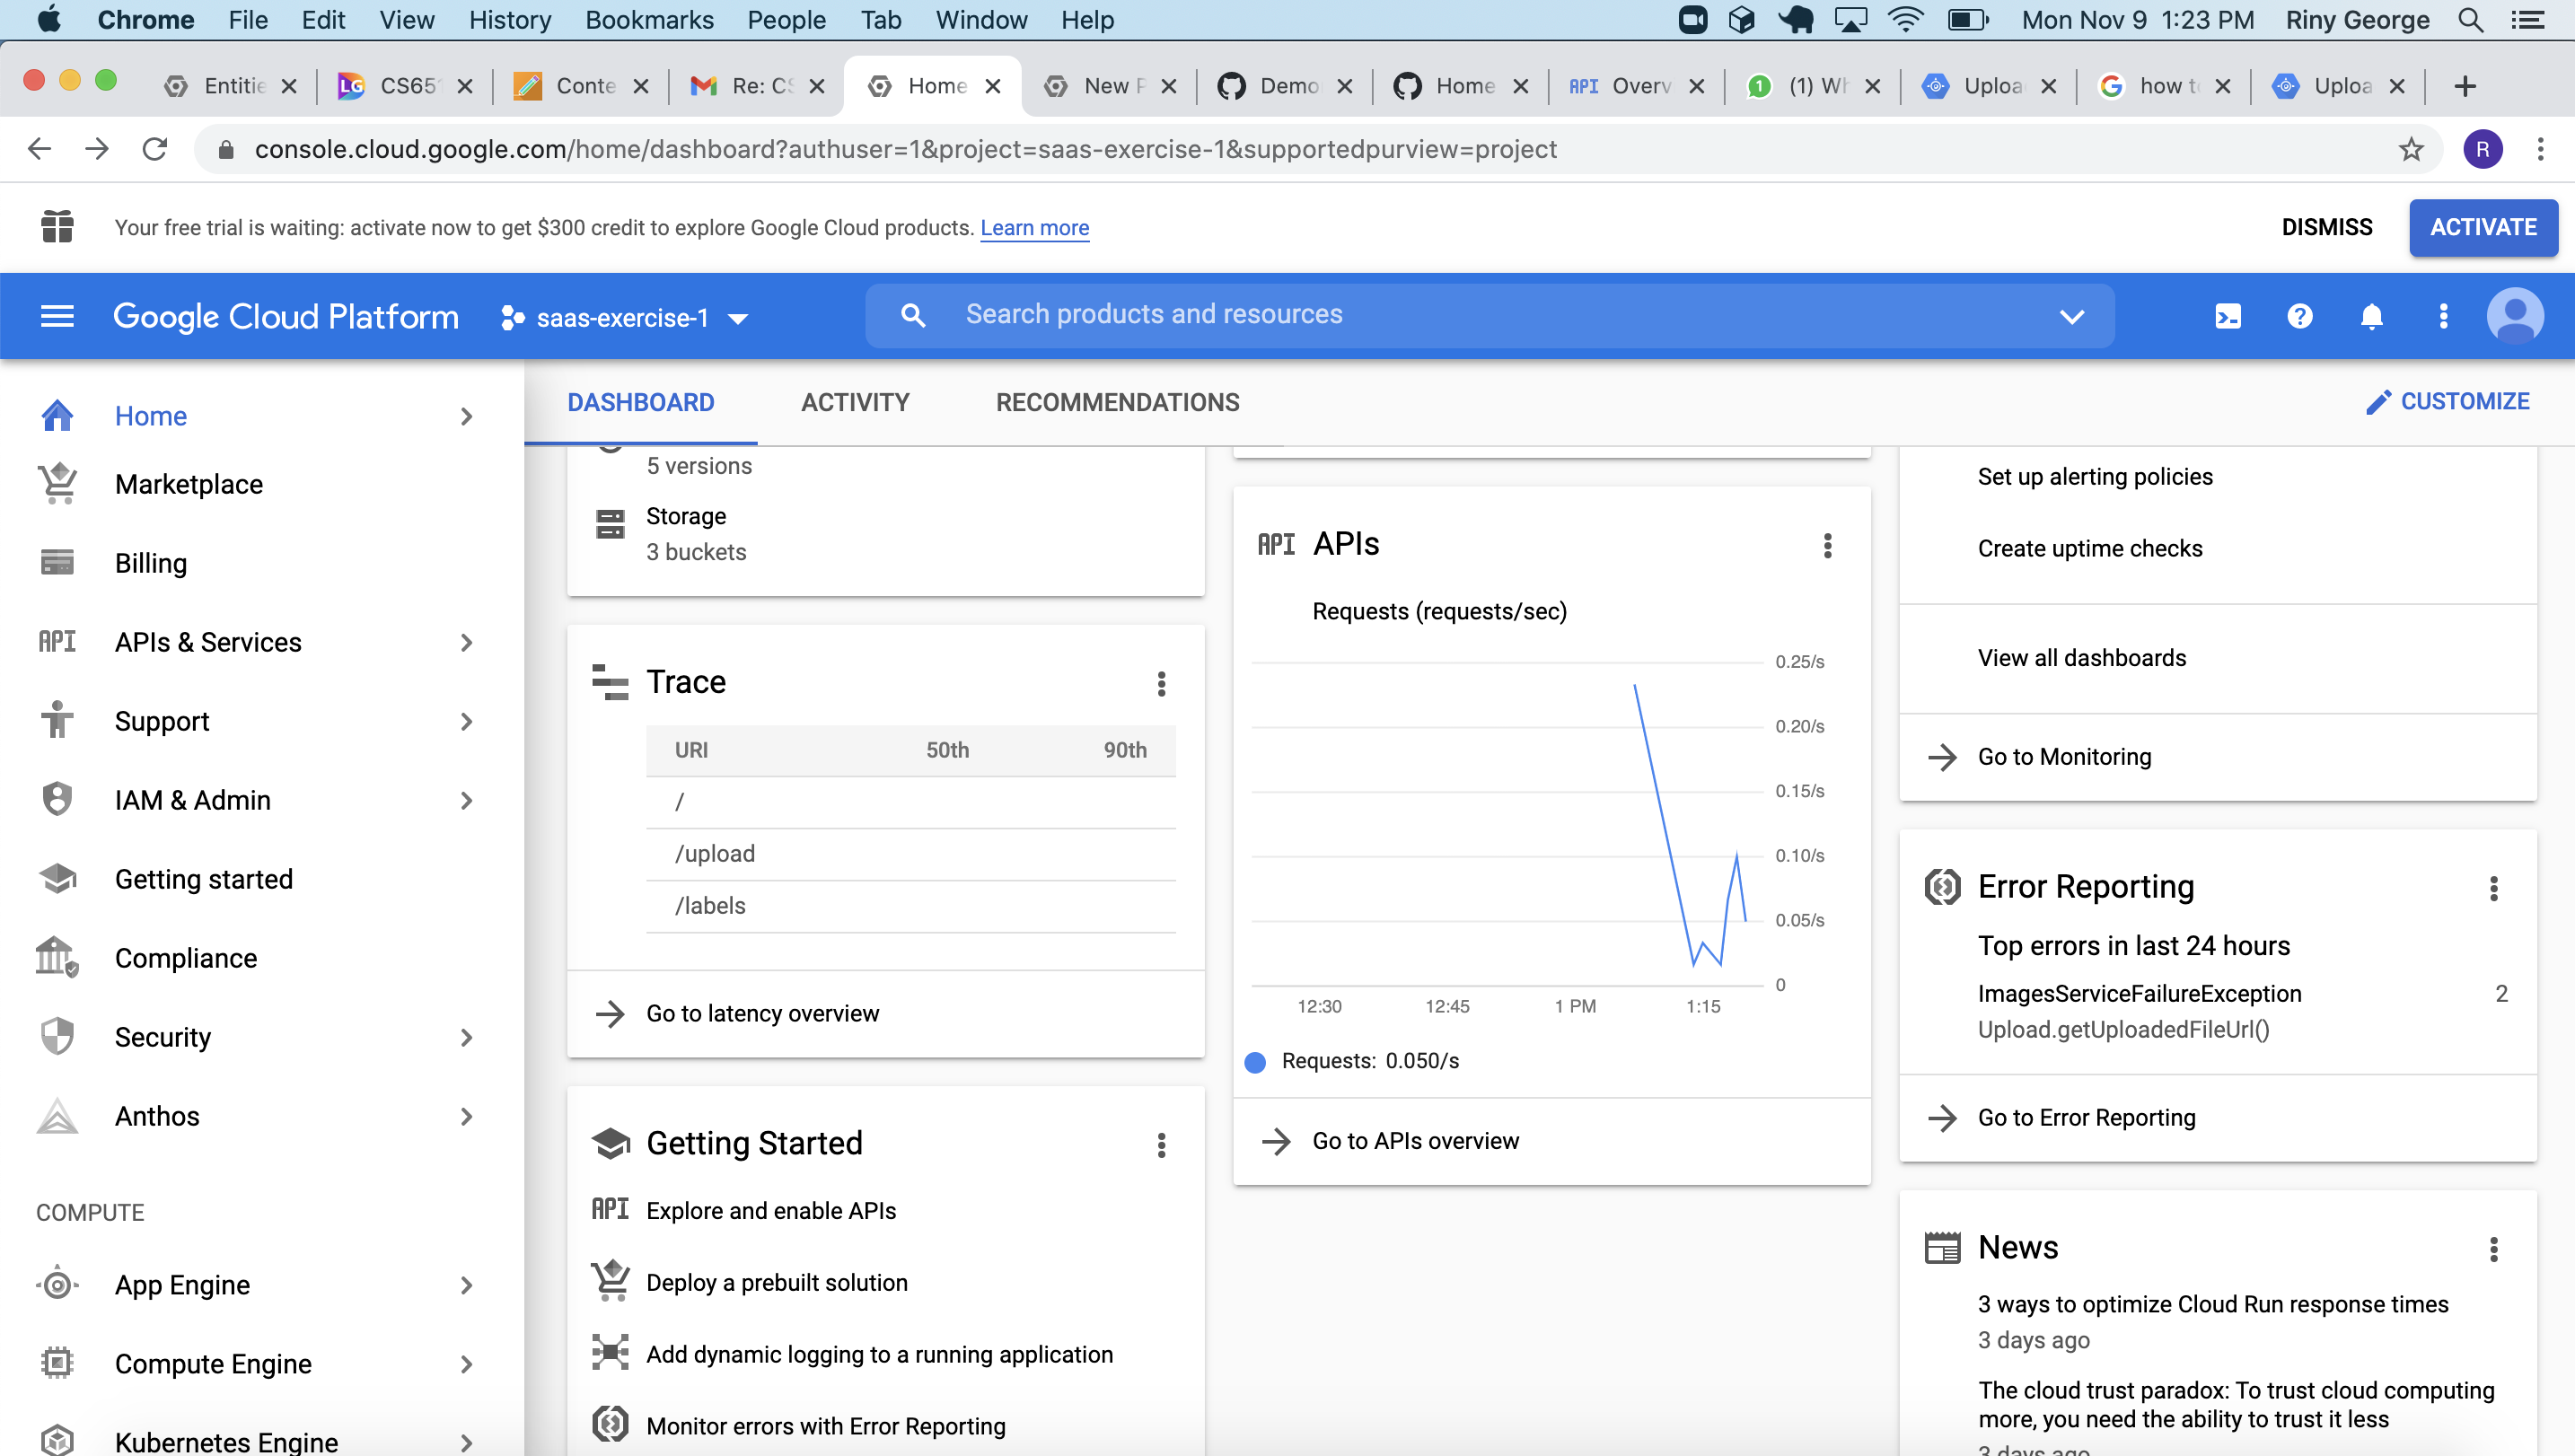 Chrome File Edit View History Bookmarks People Tab Window Help Mon Nov 9 1:23 PM Riny George
Entitie CS651 Conte Re: CS Home New P Demo Home API Overv (1) Wh Uploa how to Uploa
console.cloud.google.com/home/dashboard?authuser=1&project=saas-exercise-1&supportedpurview=project R
Your free trial is waiting: activate now to get $300 credit to explore Google Cloud products. Learn more DISMISS ACTIVATE
Google Cloud Platform saas-exercise-1 Search products and resources
Home
Marketplace
Billing
API APIs & Services
Support
IAM & Admin
Getting started
Compliance
Security
Anthos
COMPUTE
App Engine
Compute Engine
Kubernetes Engine
DASHBOARD ACTIVITY RECOMMENDATIONS CUSTOMIZE
5 versions
Storage
3 buckets
Trace
URI 50th 90th
/
/upload
/labels
Go to latency overview
Getting Started
API Explore and enable APIs
Deploy a prebuilt solution
Add dynamic logging to a running application
Monitor errors with Error Reporting
API APIs
Requests (requests/sec)
0.25/s
0.20/s
0.15/s
0.10/s
0.05/s
0
12:30 12:45 1 PM 1:15
Requests: 0.050/s
Go to APIs overview
Set up alerting policies
Create uptime checks
View all dashboards
Go to Monitoring
Error Reporting
Top errors in last 24 hours
ImagesServiceFailureException 2
Upload.getUploadedFileUrl()
Go to Error Reporting
News
3 ways to optimize Cloud Run response times
3 days ago
The cloud trust paradox: To trust cloud computing
more, you need the ability to trust it less
3 days ago